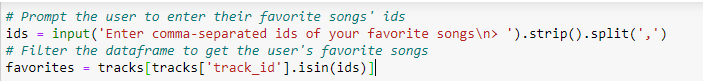 # Prompt the user to enter their favorite songs' ids
ids = input('Enter comma-separated ids of your favorite songs\n> ').strip().split(',')
# Filter the dataframe to get the user's favorite songs
favorites = tracks[tracks['track_id'].isin(ids)]